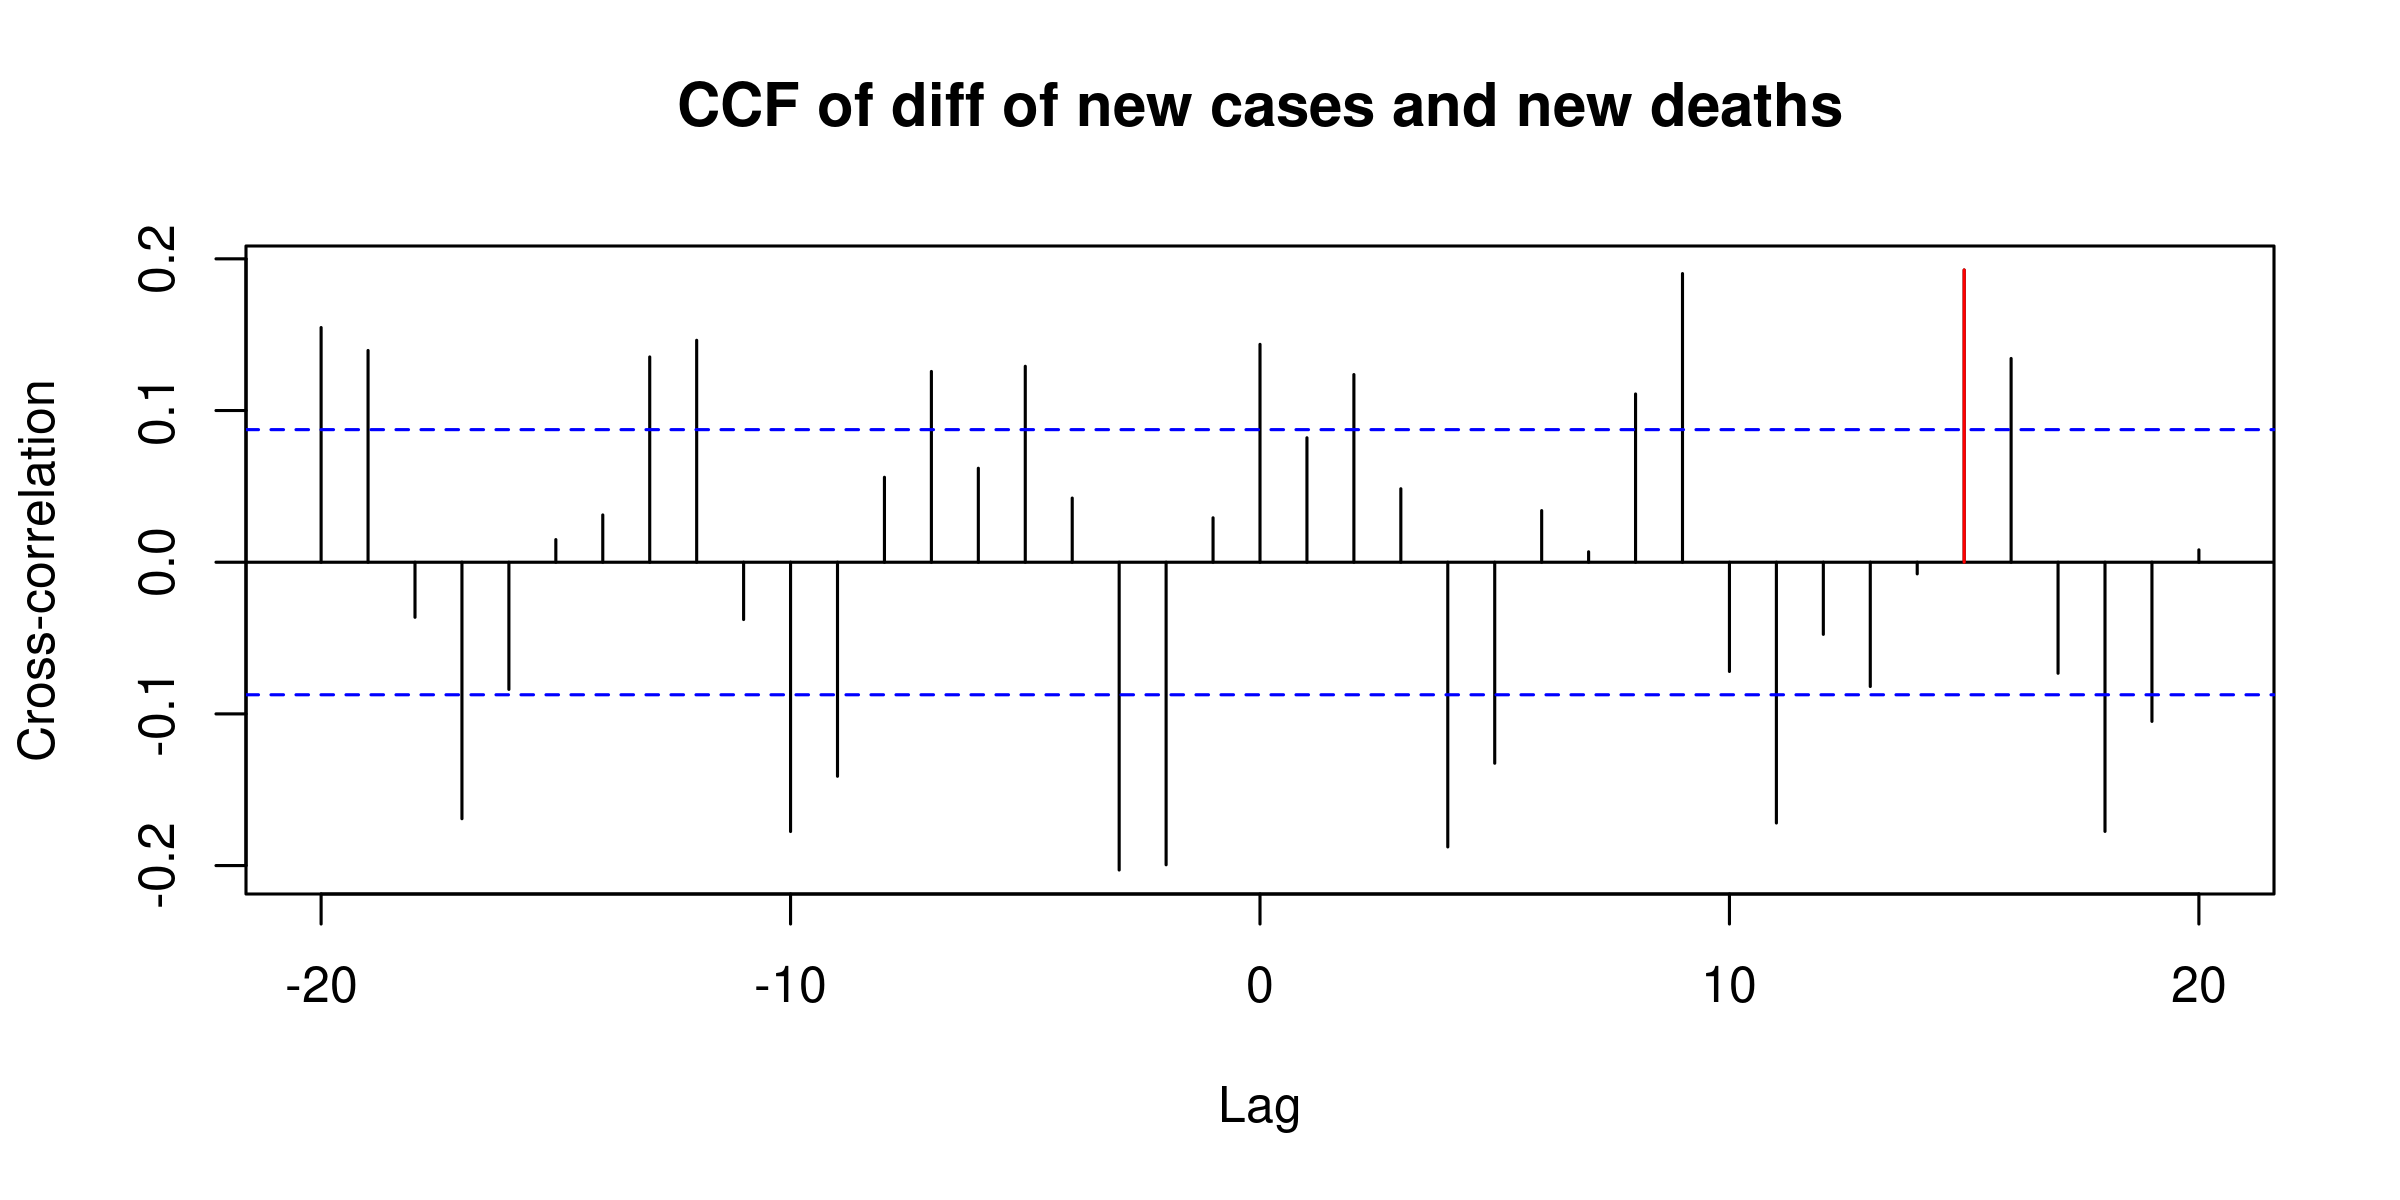 CCF of diff of new cases and new deaths
Cross-correlation
0.2
0.1
0.0
-0.1
-0.2
-20 -10 0 10 20
Lag